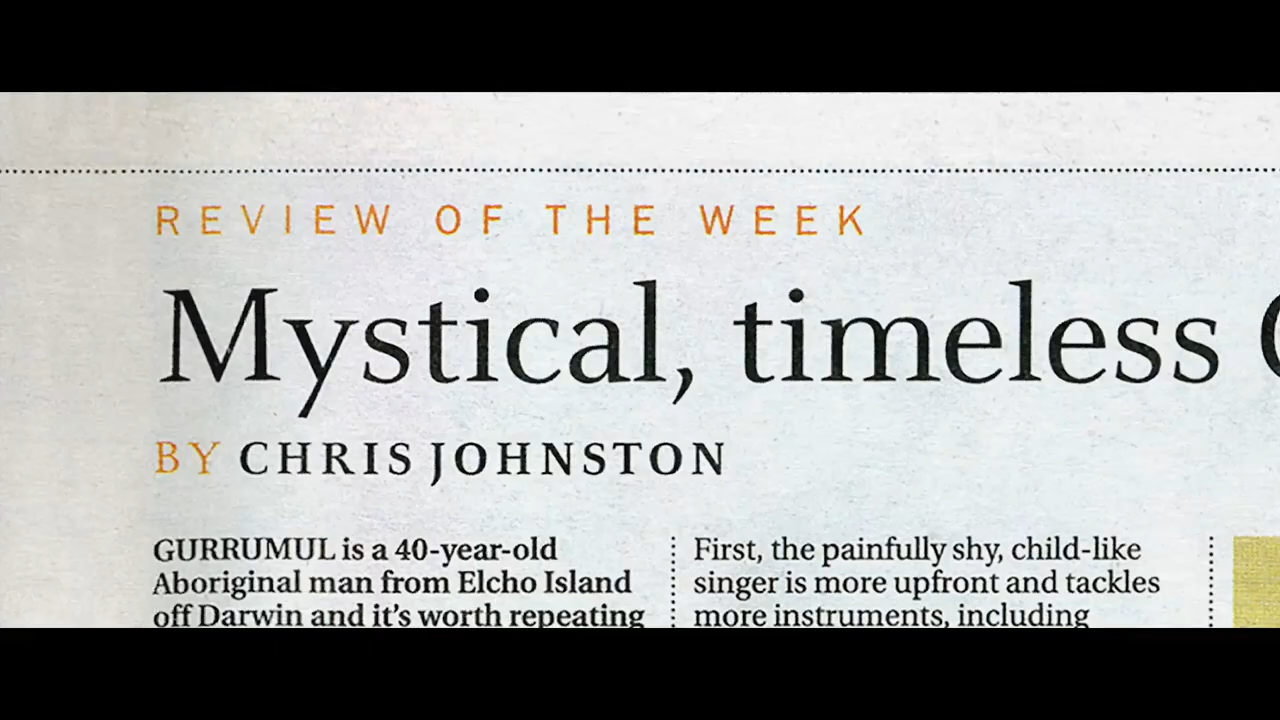 REVIEW OF THE WEEK
Mystical, timeless
BY CHRIS JOHNSTON
GURRUMUL is a 40-year-old
Aboriginal man from Elcho Island
off Darwin and it's worth repeating
First, the painfully shy, child-like
singer is more upfront and tackles
more instruments, including